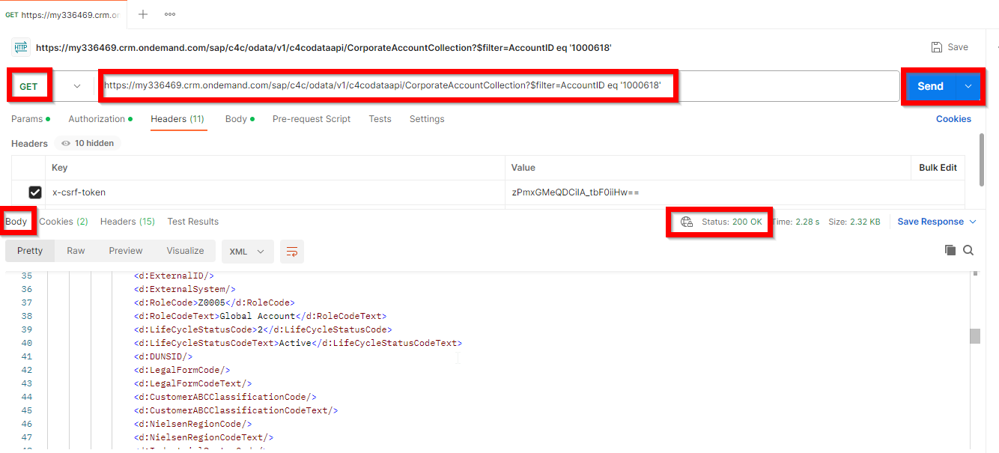 GET https://my336469.crm.on
HTTP https://my336469.crm.ondemand.com/sap/c4c/odata/v1/c4codataapi/CorporateAccountCollection?$filter=AccountID eq '1000618' Save
GET https://my336469.crm.ondemand.com/sap/c4c/odata/v1/c4codataapi/CorporateAccountCollection?$filter=AccountID eq '1000618' Send
Params Authorization Headers (11) Body Pre-request Script Tests Settings Cookies
Headers 10 hidden
Key Value Bulk Edit
x-csrf-token zPmxGMeQDCiIA_tbF0iiHw==
Body Cookies (2) Headers (15) Test Results Status: 200 OK Time: 2.28 s Size: 2.32 KB Save Response
Pretty Raw Preview Visualize XML
35 <d:ExternalID/>
36 <d:ExternalSystem/>
37 <d:RoleCode>Z0005</d:RoleCode>
38 <d:RoleCodeText>Global Account</d:RoleCodeText>
39 <d:LifeCycleStatusCode>2</d:LifeCycleStatusCode>
40 <d:LifeCycleStatusCodeText>Active</d:LifeCycleStatusCodeText>
41 <d:DUNSID/>
42 <d:LegalFormCode/>
43 <d:LegalFormCodeText/>
44 <d:CustomerABCClassificationCode/>
45 <d:CustomerABCClassificationCodeText/>
46 <d:NielsenRegionCode/>
47 <d:NielsenRegionCodeText/>